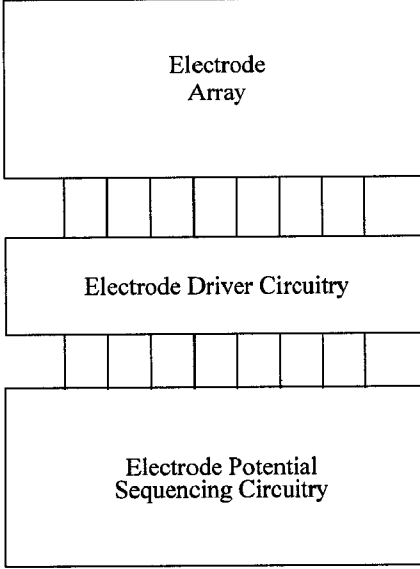 Electrode
Array
Electrode Driver Circuitry
Electrode Potential
Sequencing Circuitry